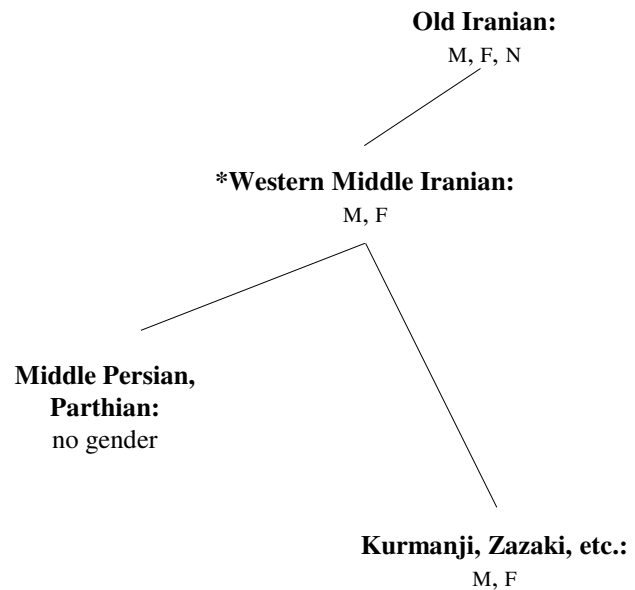 Old Iranian:
M, F, N
*Western Middle Iranian:
M, F
Middle Persian,
Parthian:
no gender
Kurmanji, Zazaki, etc.:
M, F